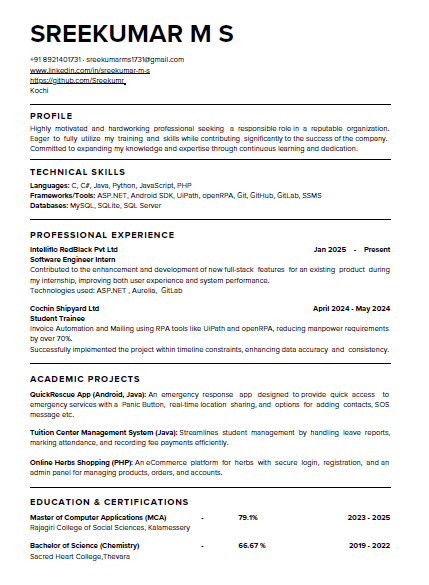 SREEKUMAR M S
+91 8921401731 - sreekumarms1731@gmail.com
www.linkedin.com/in/sreekumar-m-s
https://github.com/Sreekumr_
Kochi
PROFILE
Highly motivated and hardworking professional seeking a responsible role in a reputable organization.
Eager to fully utilize my training and skills while contributing significantly to the success of the company.
Committed to expanding my knowledge and expertise through continuous learning and dedication.
TECHNICAL SKILLS
Languages: C, C#, Java, Python, JavaScript, PHP
Frameworks/Tools: ASP.NET, Android SDK, UiPath, openRPA, Git, GitHub, GitLab, SSMS
Databases: MySQL, SQLite, SQL Server
PROFESSIONAL EXPERIENCE
Intelliflo RedBlack Pvt Ltd Jan 2025 - Present
Software Engineer Intern
Contributed to the enhancement and development of new full-stack features for an existing product during
my internship, improving both user experience and system performance.
Technologies used: ASP.NET , Aurelia, GitLab
Cochin Shipyard Ltd April 2024 - May 2024
Student Trainee
Invoice Automation and Mailing using RPA tools like UiPath and openRPA, reducing manpower requirements
by over 70%.
Successfully implemented the project within timeline constraints, enhancing data accuracy and consistency.
ACADEMIC PROJECTS
QuickRescue App (Android, Java): An emergency response app designed to provide quick access to
emergency services with a Panic Button, real-time location sharing, and options for adding contacts, SOS
message etc.
Tuition Center Management System (Java): Streamlines student management by handling leave reports,
marking attendance, and recording fee payments efficiently.
Online Herbs Shopping (PHP): An eCommerce platform for herbs with secure login, registration, and an
admin panel for managing products, orders, and accounts.
EDUCATION & CERTIFICATIONS
Master of Computer Applications (MCA) - 79.1% 2023 - 2025
Rajagiri College of Social Sciences, Kalamessery
Bachelor of Science (Chemistry) - 66.67 % 2019 - 2022
Sacred Heart College,Thevara